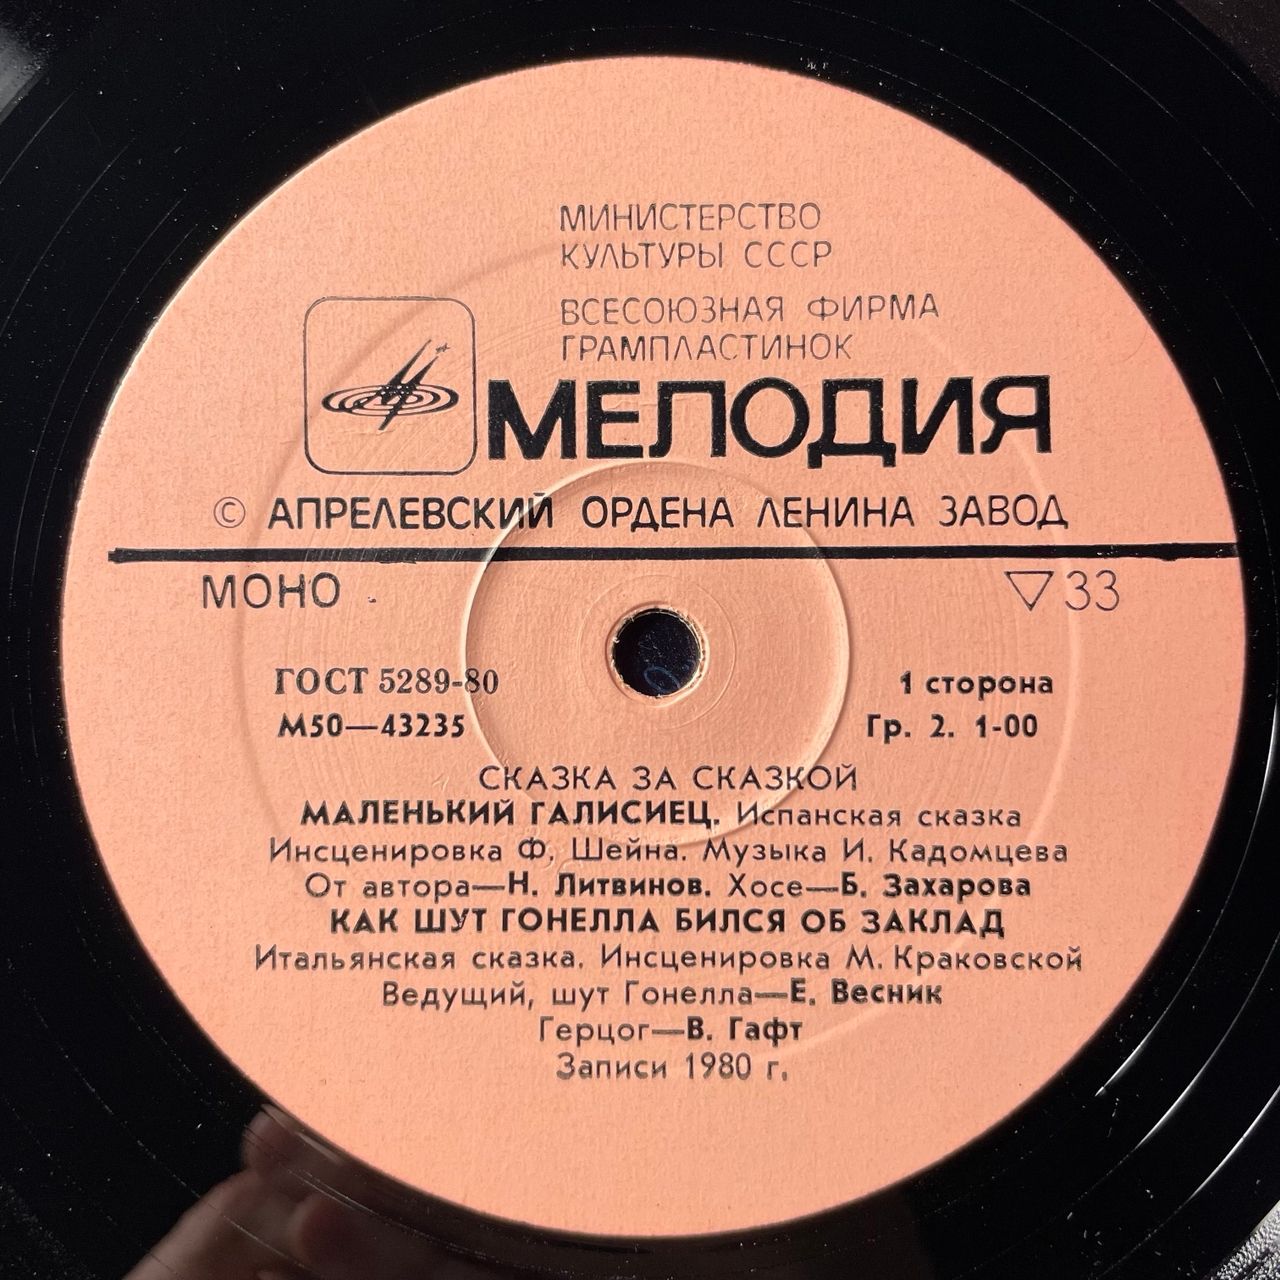 МИНИСТЕРСТВО
КУЛЬТУРЫ СССР
ВСЕСОЮЗНАЯ ФИРМА
ГРАМПЛАСТИНОК
МЕЛОДИЯ
© АПРЕЛЕВСКИЙ ОРДЕНА ЛЕНИНА ЗАВОД
МОНО ▽33
ГОСТ 5289-80 1 сторона
М50—43235 Гр. 2. 1-00
СКАЗКА ЗА СКАЗКОЙ
МАЛЕНЬКИЙ ГАЛИСИЕЦ. Испанская сказка
Инсценировка Ф. Шейна. Музыка И. Кадомцева
От автора—Н. Литвинов. Хосе—Б. Захарова
КАК ШУТ ГОНЕЛЛА БИЛСЯ ОБ ЗАКЛАД
Итальянская сказка. Инсценировка М. Краковской
Ведущий, шут Гонелла—Е. Весник
Герцог—В. Гафт
Записи 1980 г.